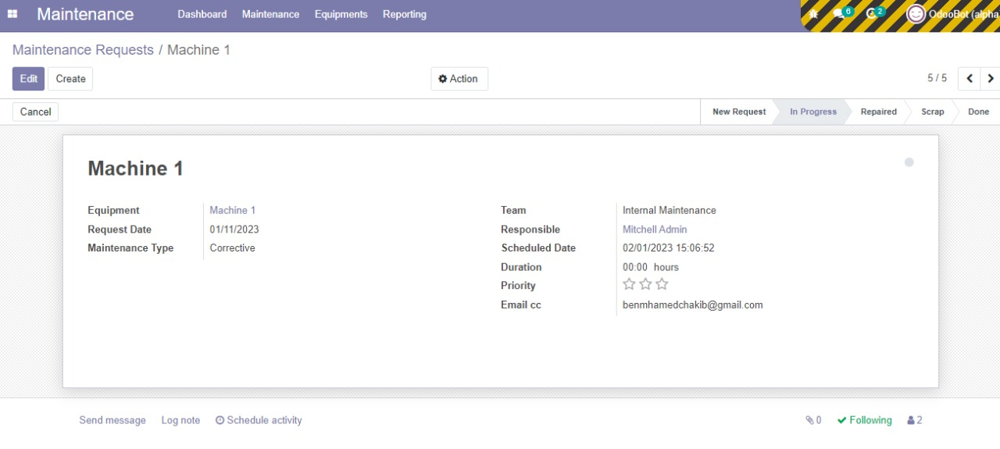 Maintenance Dashboard Maintenance Equipments Reporting 6 2 OdooBot (alpha
Maintenance Requests / Machine 1
Edit Create Action 5 / 5
Cancel New Request In Progress Repaired Scrap Done
Machine 1
Equipment Machine 1 Team Internal Maintenance
Request Date 01/11/2023 Responsible Mitchell Admin
Maintenance Type Corrective Scheduled Date 02/01/2023 15:06:52
Duration 00:00 hours
Priority
Email cc benmhamedchakib@gmail.com
Send message Log note Schedule activity 0 Following 2